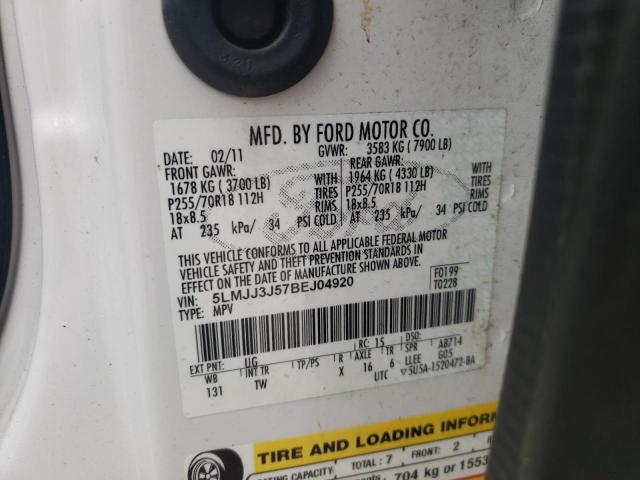 320
MFD. BY FORD MOTOR CO.
DATE: 02/11 GVWR: 3583 KG ( 7900 LB)
FRONT GAWR: REAR GAWR:
1678 KG ( 3700 LB) WITH 1964 KG ( 4330 LB) WITH
P255/70R18 112H TIRES P255/70R18 112H TIRES
18x8.5 RIMS 18x8.5 RIMS
AT 235 kPa/ 34 PSI COLD AT 235 kPa/ 34 PSI COLD
Ford
THIS VEHICLE CONFORMS TO ALL APPLICABLE FEDERAL MOTOR
VEHICLE SAFETY AND THEFT PREVENTION STANDARDS IN
EFFECT ON THE DATE OF MANUFACTURE SHOWN ABOVE.
VIN: 5LMJJ3J57BEJ04920 F0199
TYPE: MPV T0228
EXT PNT: UG RC: 15 DSO:
WB INT TR TP/PS R AXLE TR SPR A8714
131 TW X 16 6 LLEE G05
UTC ▽5U5A-1520472-BA
TIRE AND LOADING INFORM
SEATING CAPACITY TOTAL : 7 FRONT: 2
704 kg or 1553